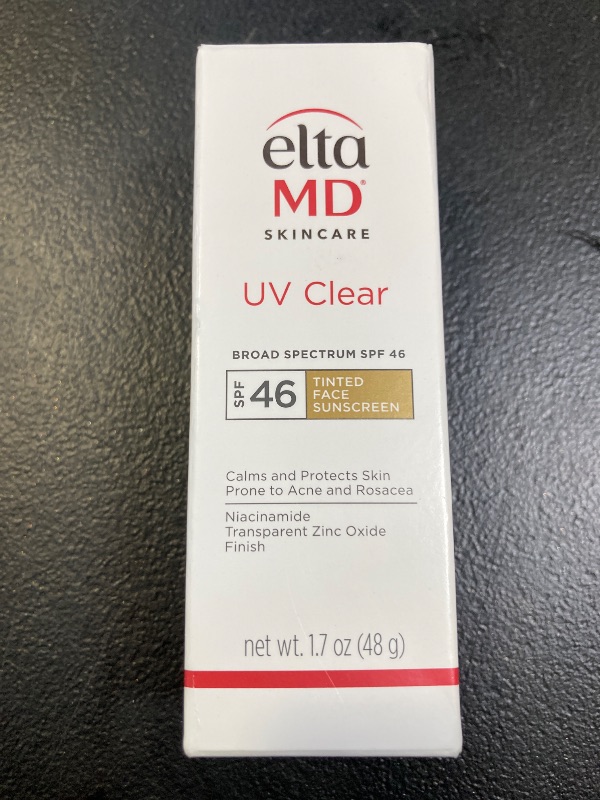 elta
MD®
SKINCARE
UV Clear
BROAD SPECTRUM SPF 46
SPF 46
TINTED
FACE
SUNSCREEN
Calms and Protects Skin
Prone to Acne and Rosacea
Niacinamide
Transparent Zinc Oxide
Finish
net wt. 1.7 oz (48 g)